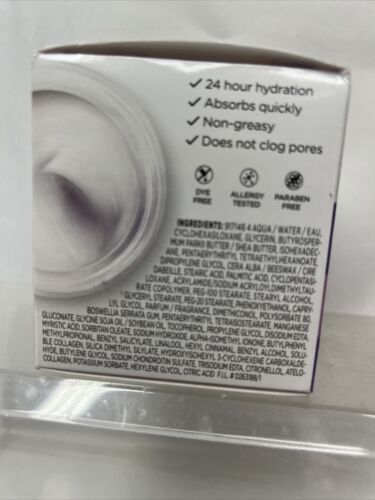 ✓ 24 hour hydration
✓ Absorbs quickly
✓ Non-greasy
✓ Does not clog pores
DYE
FREE
ALLERGY
TESTED
PARABEN
FREE
INGREDIENTS: 917146 4 AQUA / WATER / EAU,
CYCLOHEXASILOXANE, GLYCERIN, BUTYROSPER-
MUM PARKII BUTTER / SHEA BUTTER, ISOHEXADEC-
ANE, PENTAERYTHRITYL TETRAETHYLHEXANOATE,
DIPROPYLENE GLYCOL, CERA ALBA / BEESWAX / CIRE
DABEILLE, STEARIC ACID, PALMITIC ACID, CYCLOPENTASI-
LOXANE, ACRYLAMIDE/SODIUM ACRYLOYLDIMETHYLTAU-
RATE COPOLYMER, PEG-100 STEARATE, STEARYL ALCOHOL,
GLYCERYL STEARATE, PEG-20 STEARATE, PHENOXYETHANOL, CAPRY-
LYL GLYCOL, PARFUM / FRAGRANCE, DIMETHICONOL, POLYSORBATE 80,
BOSWELLIA SERRATA GUM, PENTAERYTHRITYL TETRAISOSTEARATE, MANGANESE
GLUCONATE, GLYCINE SOJA OIL / SOYBEAN OIL, TOCOPHEROL, PROPYLENE GLYCOL, DISODIUM EDTA,
MYRISTIC ACID, SORBITAN OLEATE, SODIUM HYDROXIDE, ALPHA-ISOMETHYL IONONE, BUTYLPHENYL
METHYLPROPIONAL, BENZYL SALICYLATE, LINALOOL, HEXYL CINNAMAL, BENZYL ALCOHOL, SOLU-
BLE COLLAGEN, SILICA DIMETHYL SILYLATE, HYDROXYISOHEXYL 3-CYCLOHEXENE CARBOXALDE-
HYDE, BUTYLENE GLYCOL, SODIUM CHONDROITIN SULFATE, TRISODIUM EDTA, CITRONELLOL, ATELO-
COLLAGEN, POTASSIUM SORBATE, HEXYLENE GLYCOL, CITRIC ACID F.I.L. # D263188/1